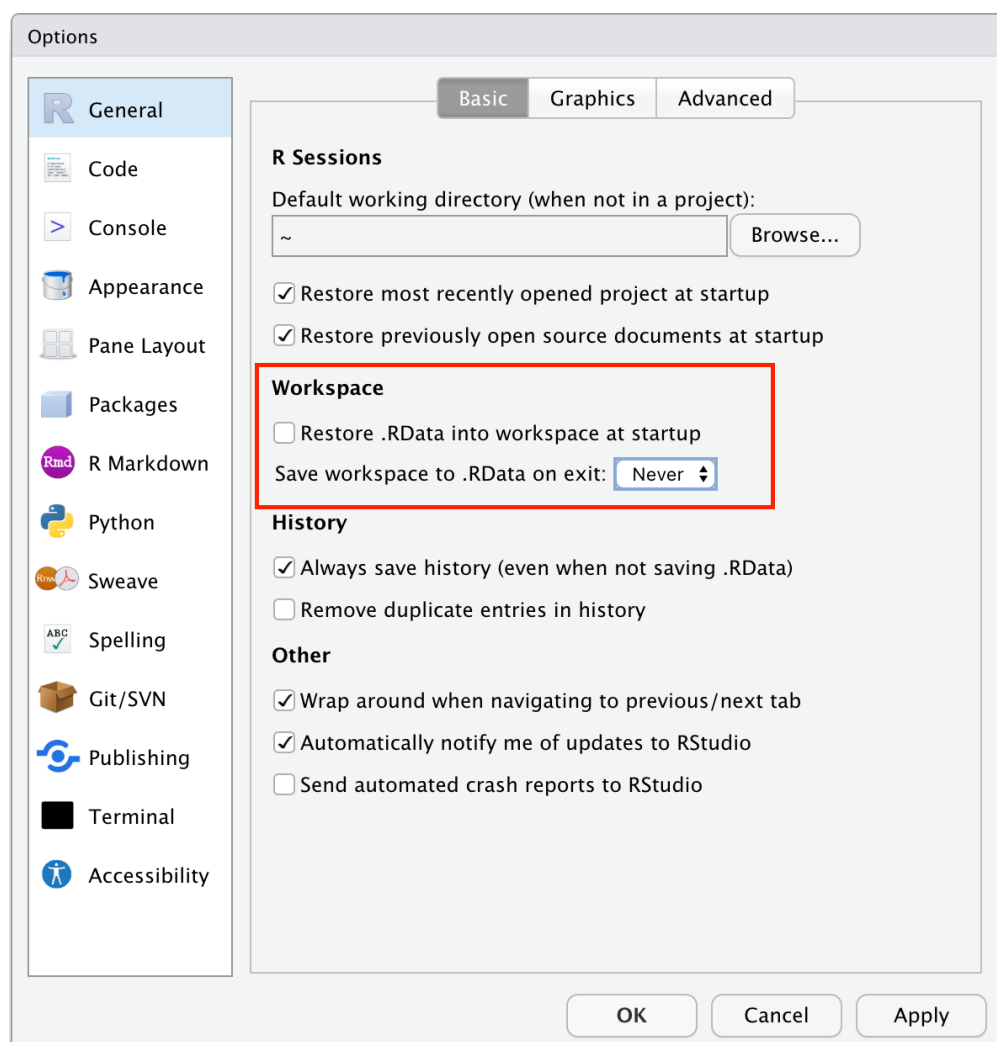 Options
General
Code
Console
Appearance
Pane Layout
Packages
Rmd R Markdown
Python
Rnw Sweave
ABC Spelling
Git/SVN
Publishing
Terminal
Accessibility
Basic Graphics Advanced
R Sessions
Default working directory (when not in a project):
~ Browse...
Restore most recently opened project at startup
Restore previously open source documents at startup
Workspace
Restore .RData into workspace at startup
Save workspace to .RData on exit: Never
History
Always save history (even when not saving .RData)
Remove duplicate entries in history
Other
Wrap around when navigating to previous/next tab
Automatically notify me of updates to RStudio
Send automated crash reports to RStudio
OK Cancel Apply